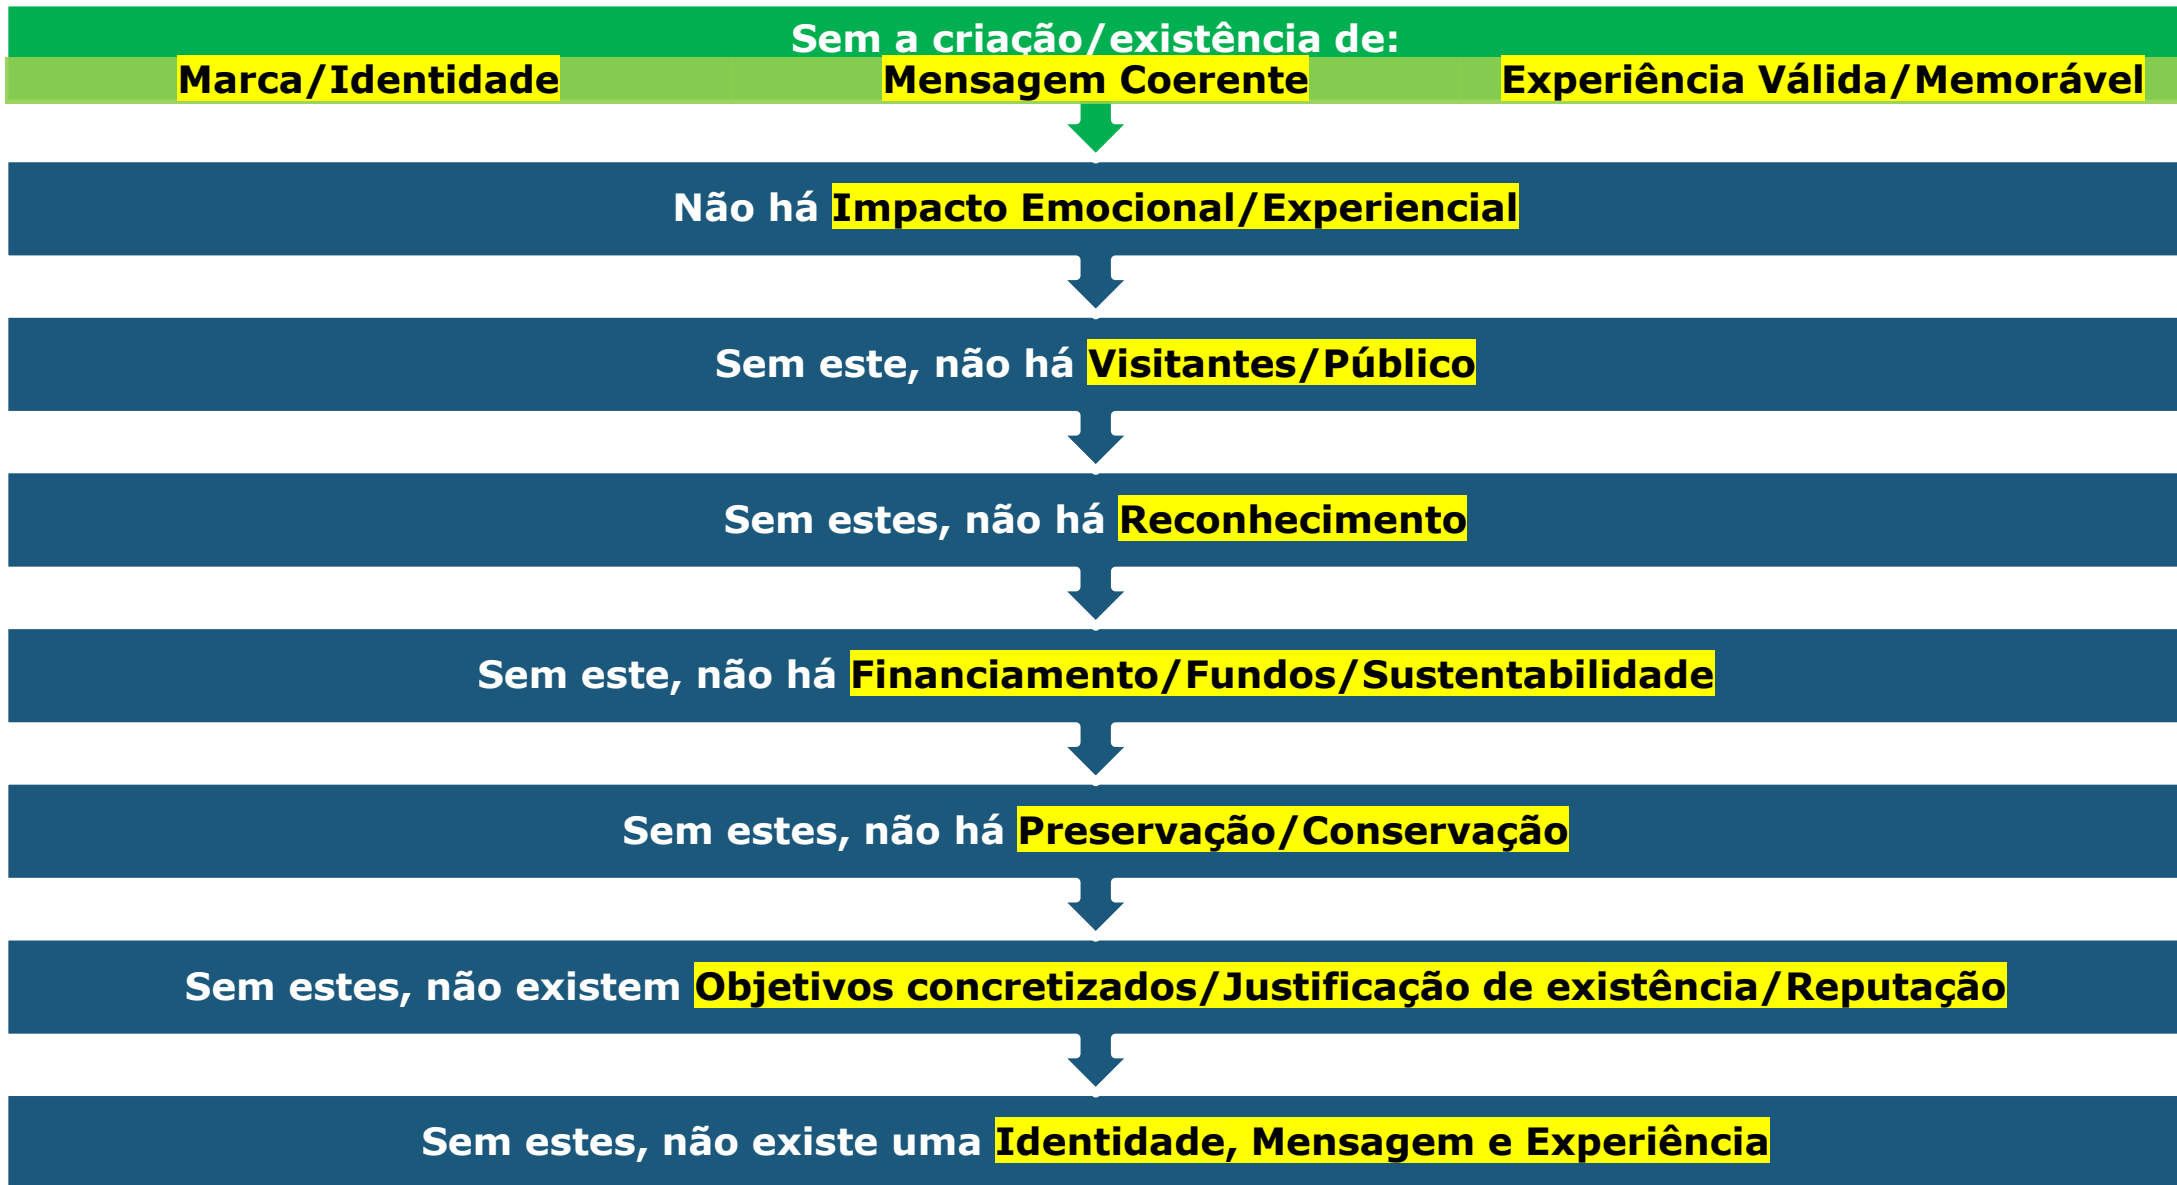 Sem a criação/existência de:
Marca/Identidade Mensagem Coerente Experiência Válida/Memorável
Não há Impacto Emocional/Experiencial
Sem este, não há Visitantes/Público
Sem estes, não há Reconhecimento
Sem este, não há Financiamento/Fundos/Sustentabilidade
Sem estes, não há Preservação/Conservação
Sem estes, não existem Objetivos concretizados/Justificação de existência/Reputação
Sem estes, não existe uma Identidade, Mensagem e Experiência